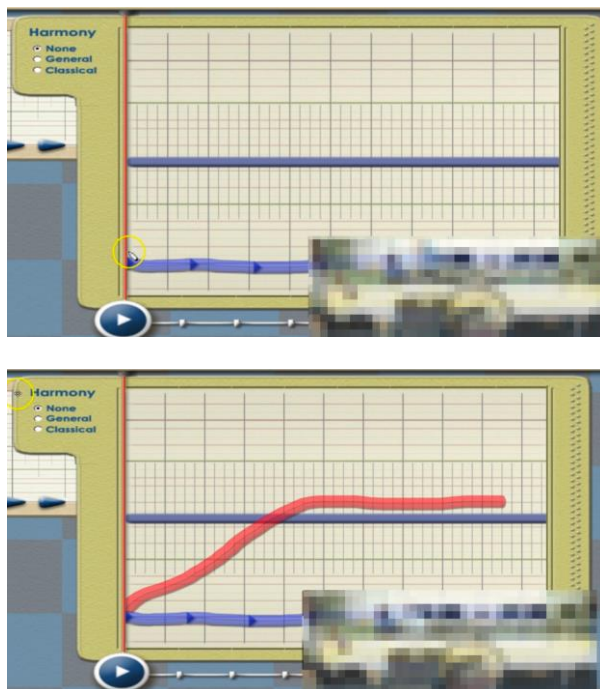 Harmony
None
General
Classical
Harmony
None
General
Classical